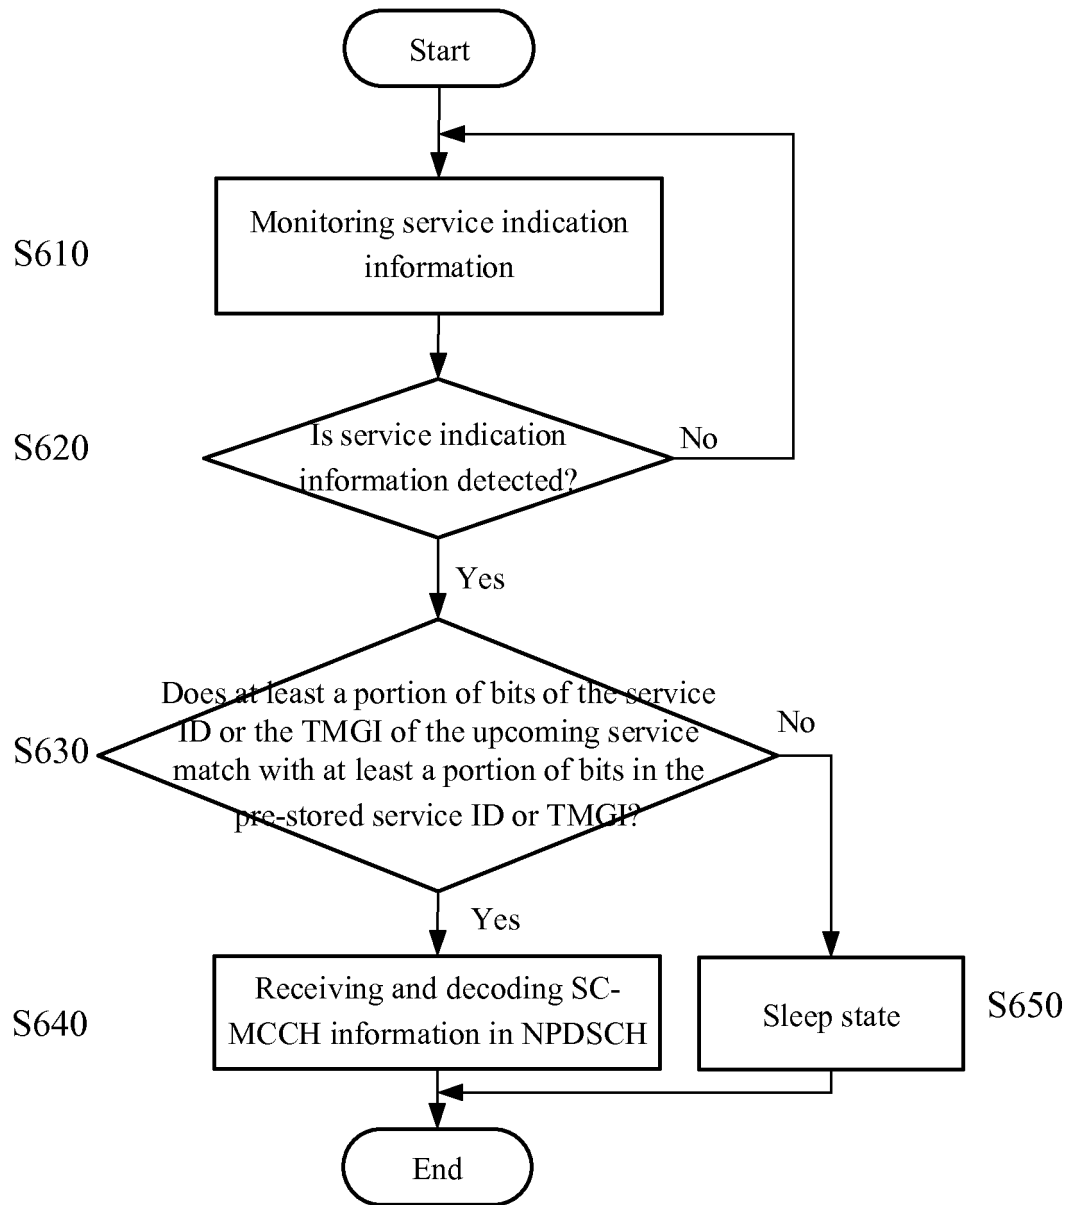 Start
Monitoring service indication
information
S610
Is service indication
information detected?
S620
No
Yes
Does at least a portion of bits of the service
ID or the TMGI of the upcoming service
match with at least a portion of bits in the
pre-stored service ID or TMGI?
S630
No
Yes
Receiving and decoding SC-
MCCH information in NPDSCH
S640
Sleep state
S650
End